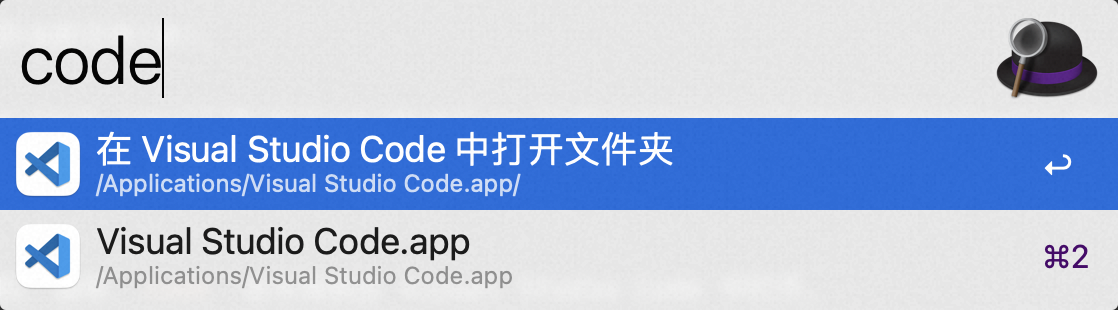 code
在 Visual Studio Code 中打开文件夹
/Applications/Visual Studio Code.app/
↩
Visual Studio Code.app
/Applications/Visual Studio Code.app
⌘2